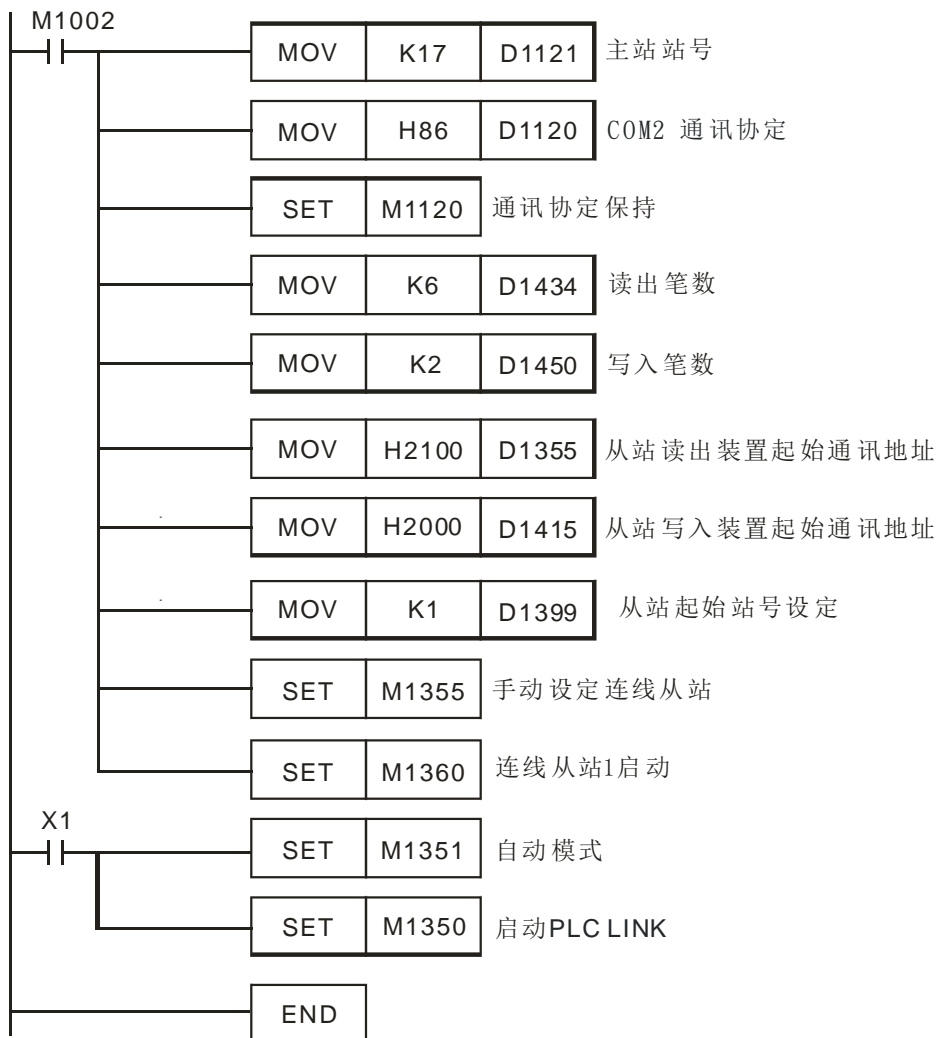 M1002
MOV K17 D1121 主站站号
MOV H86 D1120 COM2 通讯协定
SET M1120 通讯协定保持
MOV K6 D1434 读出笔数
MOV K2 D1450 写入笔数
MOV H2100 D1355 从站读出装置起始通讯地址
MOV H2000 D1415 从站写入装置起始通讯地址
MOV K1 D1399 从站起始站号设定
SET M1355 手动设定连线从站
SET M1360 连线从站1启动
X1
SET M1351 自动模式
SET M1350 启动PLC LINK
END